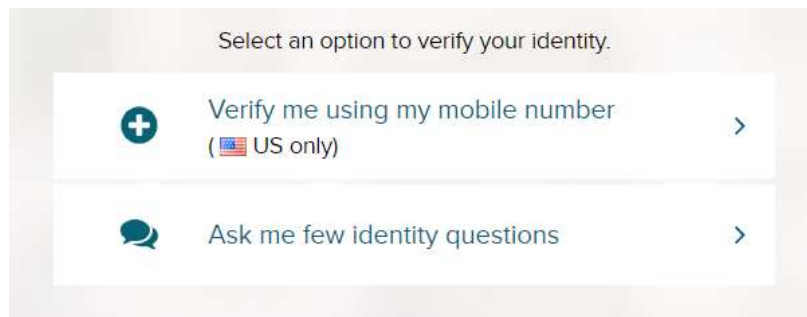 Select an option to verify your identity.
Verify me using my mobile number
( US only)
Ask me few identity questions